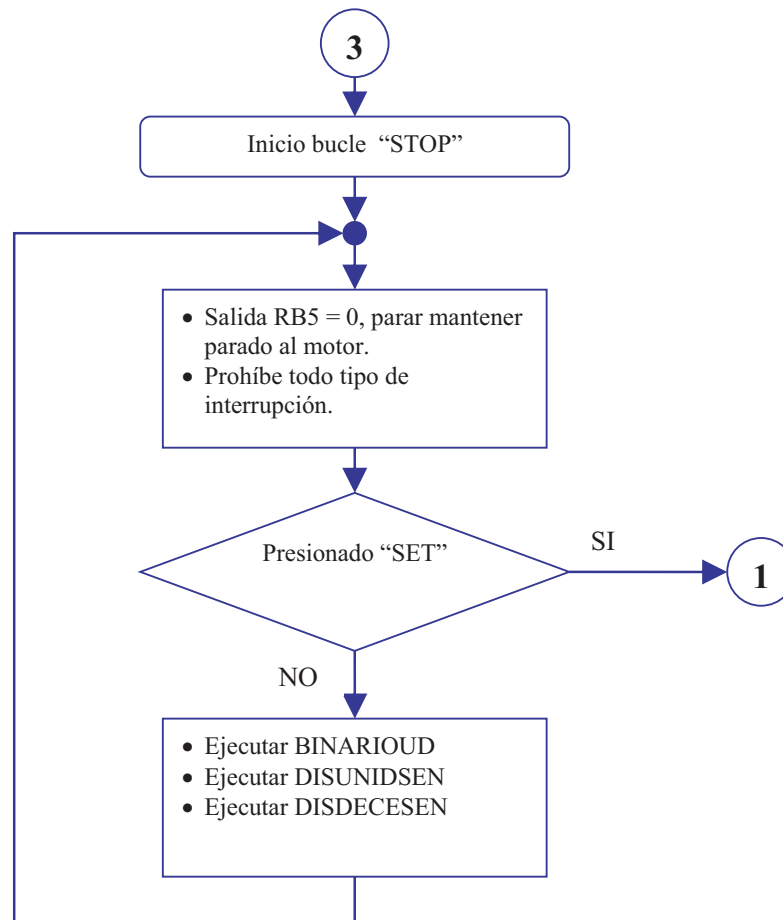 3
Inicio bucle “STOP”
• Salida RB5 = 0, parar mantener
parado al motor.
• Prohíbe todo tipo de
interrupción.
Presionado “SET”
SI
1
NO
• Ejecutar BINARIOUD
• Ejecutar DISUNIDSEN
• Ejecutar DISDECESEN